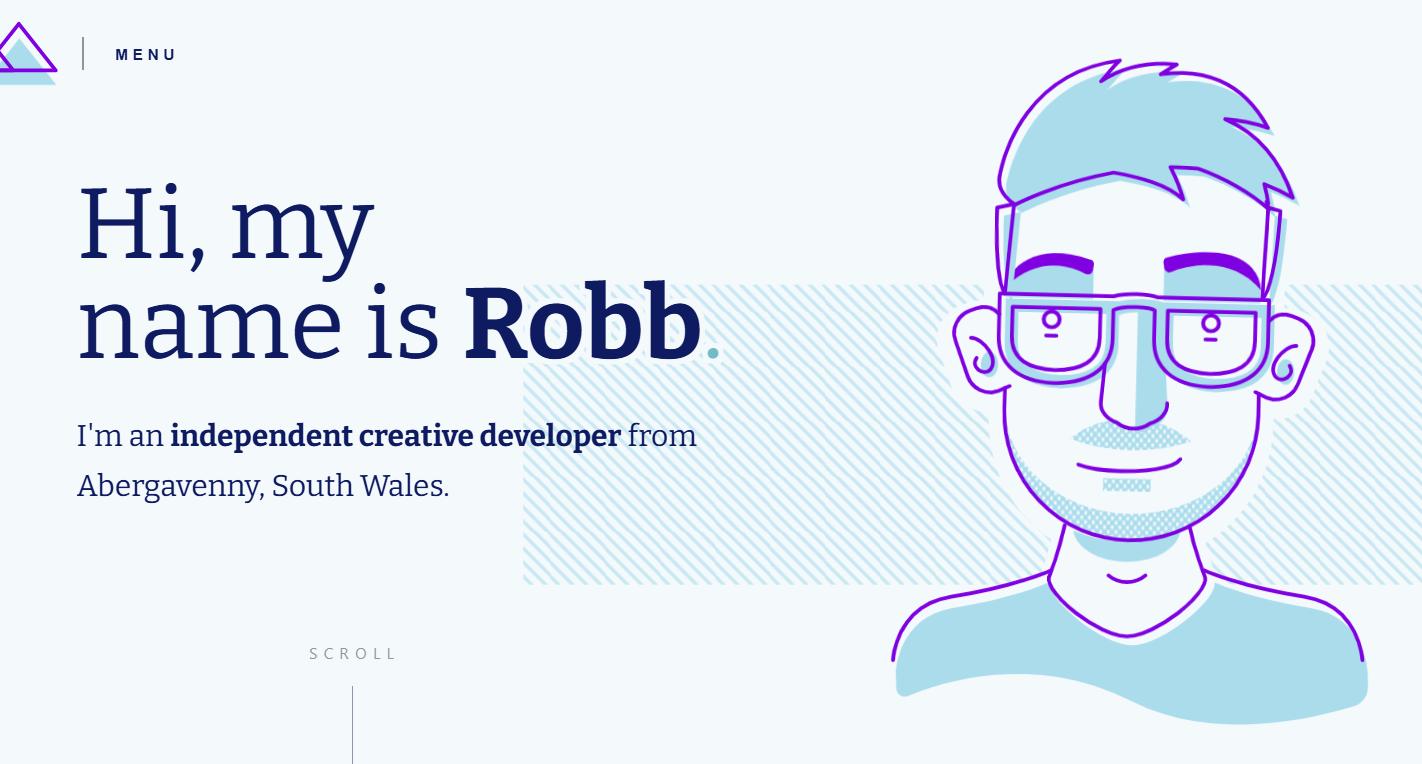 MENU
Hi, my
name is Robb.
I'm an independent creative developer from
Abergavenny, South Wales.
SCROLL